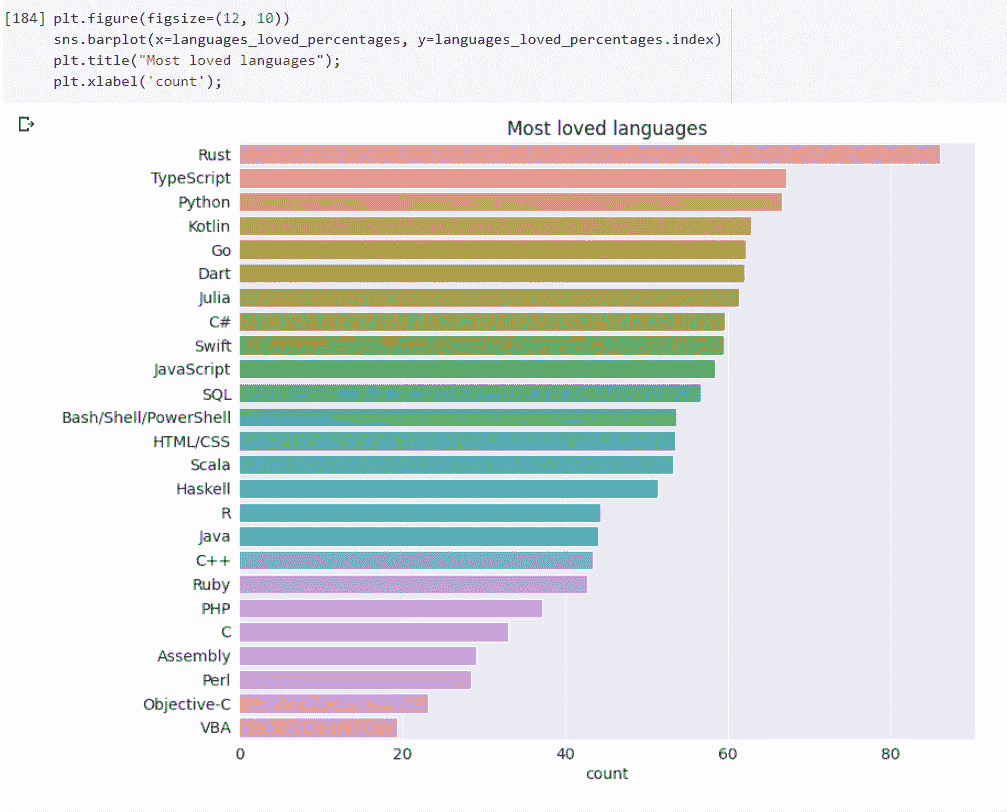 [184] plt.figure(figsize=(12, 10))
sns.barplot(x=languages_loved_percentages, y=languages_loved_percentages.index)
plt.title("Most loved languages");
plt.xlabel('count');
Most loved languages
Rust
TypeScript
Python
Kotlin
Go
Dart
Julia
C#
Swift
JavaScript
SQL
Bash/Shell/PowerShell
HTML/CSS
Scala
Haskell
R
Java
C++
Ruby
PHP
C
Assembly
Perl
Objective-C
VBA
0 20 40 60 80
count